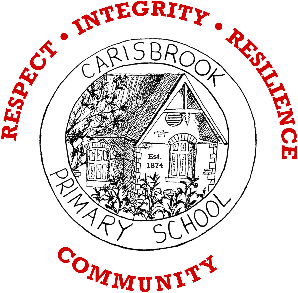 RESPECT • INTEGRITY • RESILIENCE
CARISBROOK
Est.
1874
PRIMARY SCHOOL
COMMUNITY